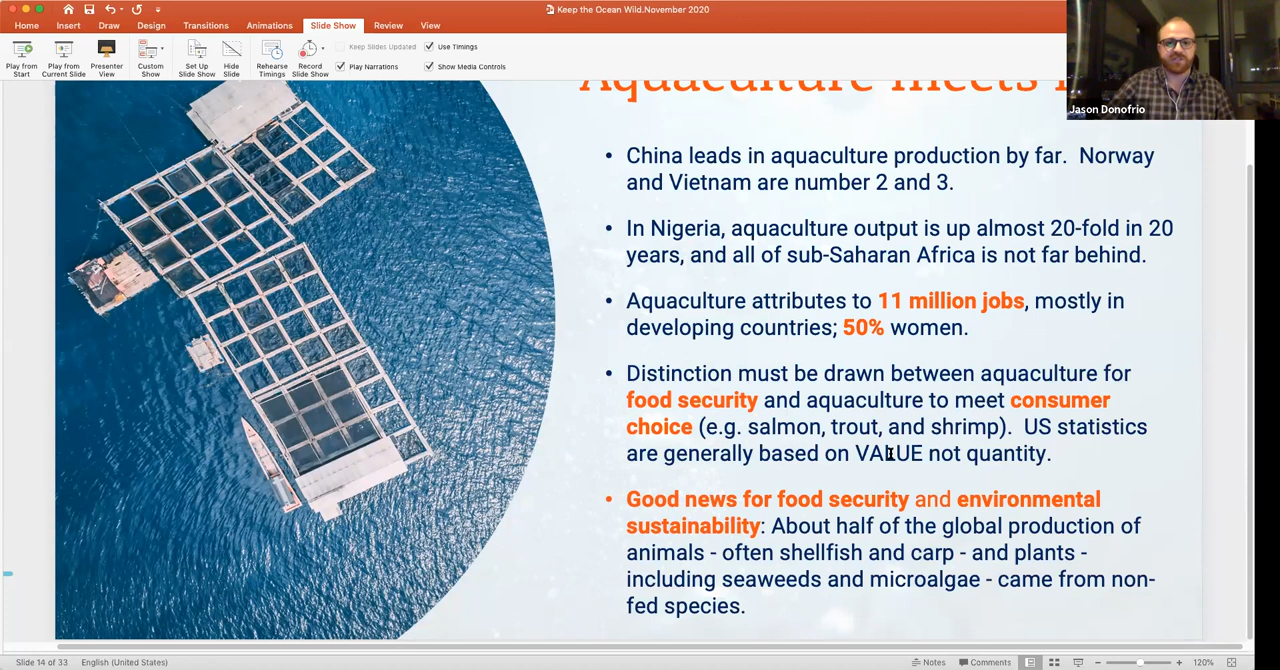 Keep the Ocean Wild.November 2020
Home Insert Draw Design Transitions Animations Slide Show Review View
Play from Start
Play from Current Slide
Presenter View
Custom Show
Set Up Slide Show
Hide Slide
Rehearse Timings
Record Slide Show
Keep Slides Updated
Use Timings
Play Narrations
Show Media Controls
Jason Donofrio
Aquaculture meets
• China leads in aquaculture production by far. Norway
and Vietnam are number 2 and 3.
• In Nigeria, aquaculture output is up almost 20-fold in 20
years, and all of sub-Saharan Africa is not far behind.
• Aquaculture attributes to 11 million jobs, mostly in
developing countries; 50% women.
• Distinction must be drawn between aquaculture for
food security and aquaculture to meet consumer
choice (e.g. salmon, trout, and shrimp). US statistics
are generally based on VALUE not quantity.
• Good news for food security and environmental
sustainability: About half of the global production of
animals - often shellfish and carp - and plants -
including seaweeds and microalgae - came from non-
fed species.
Slide 14 of 33 English (United States) Notes Comments 120%